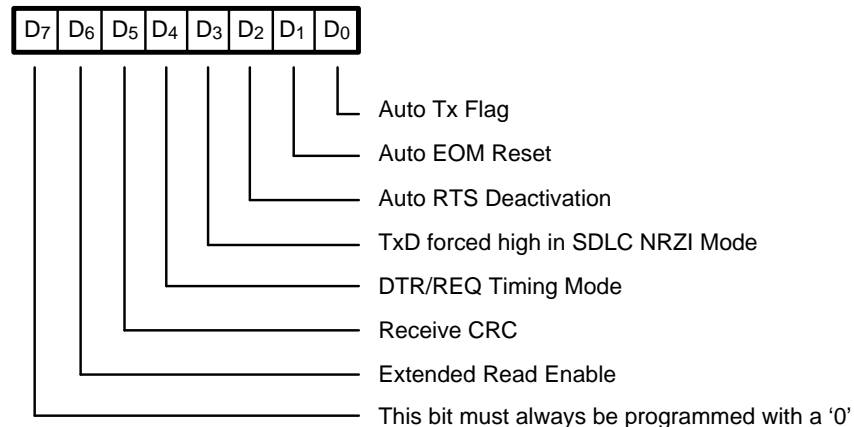 D7 D6 D5 D4 D3 D2 D1 D0
Auto Tx Flag
Auto EOM Reset
Auto RTS Deactivation
TxD forced high in SDLC NRZI Mode
DTR/REQ Timing Mode
Receive CRC
Extended Read Enable
This bit must always be programmed with a ‘0’